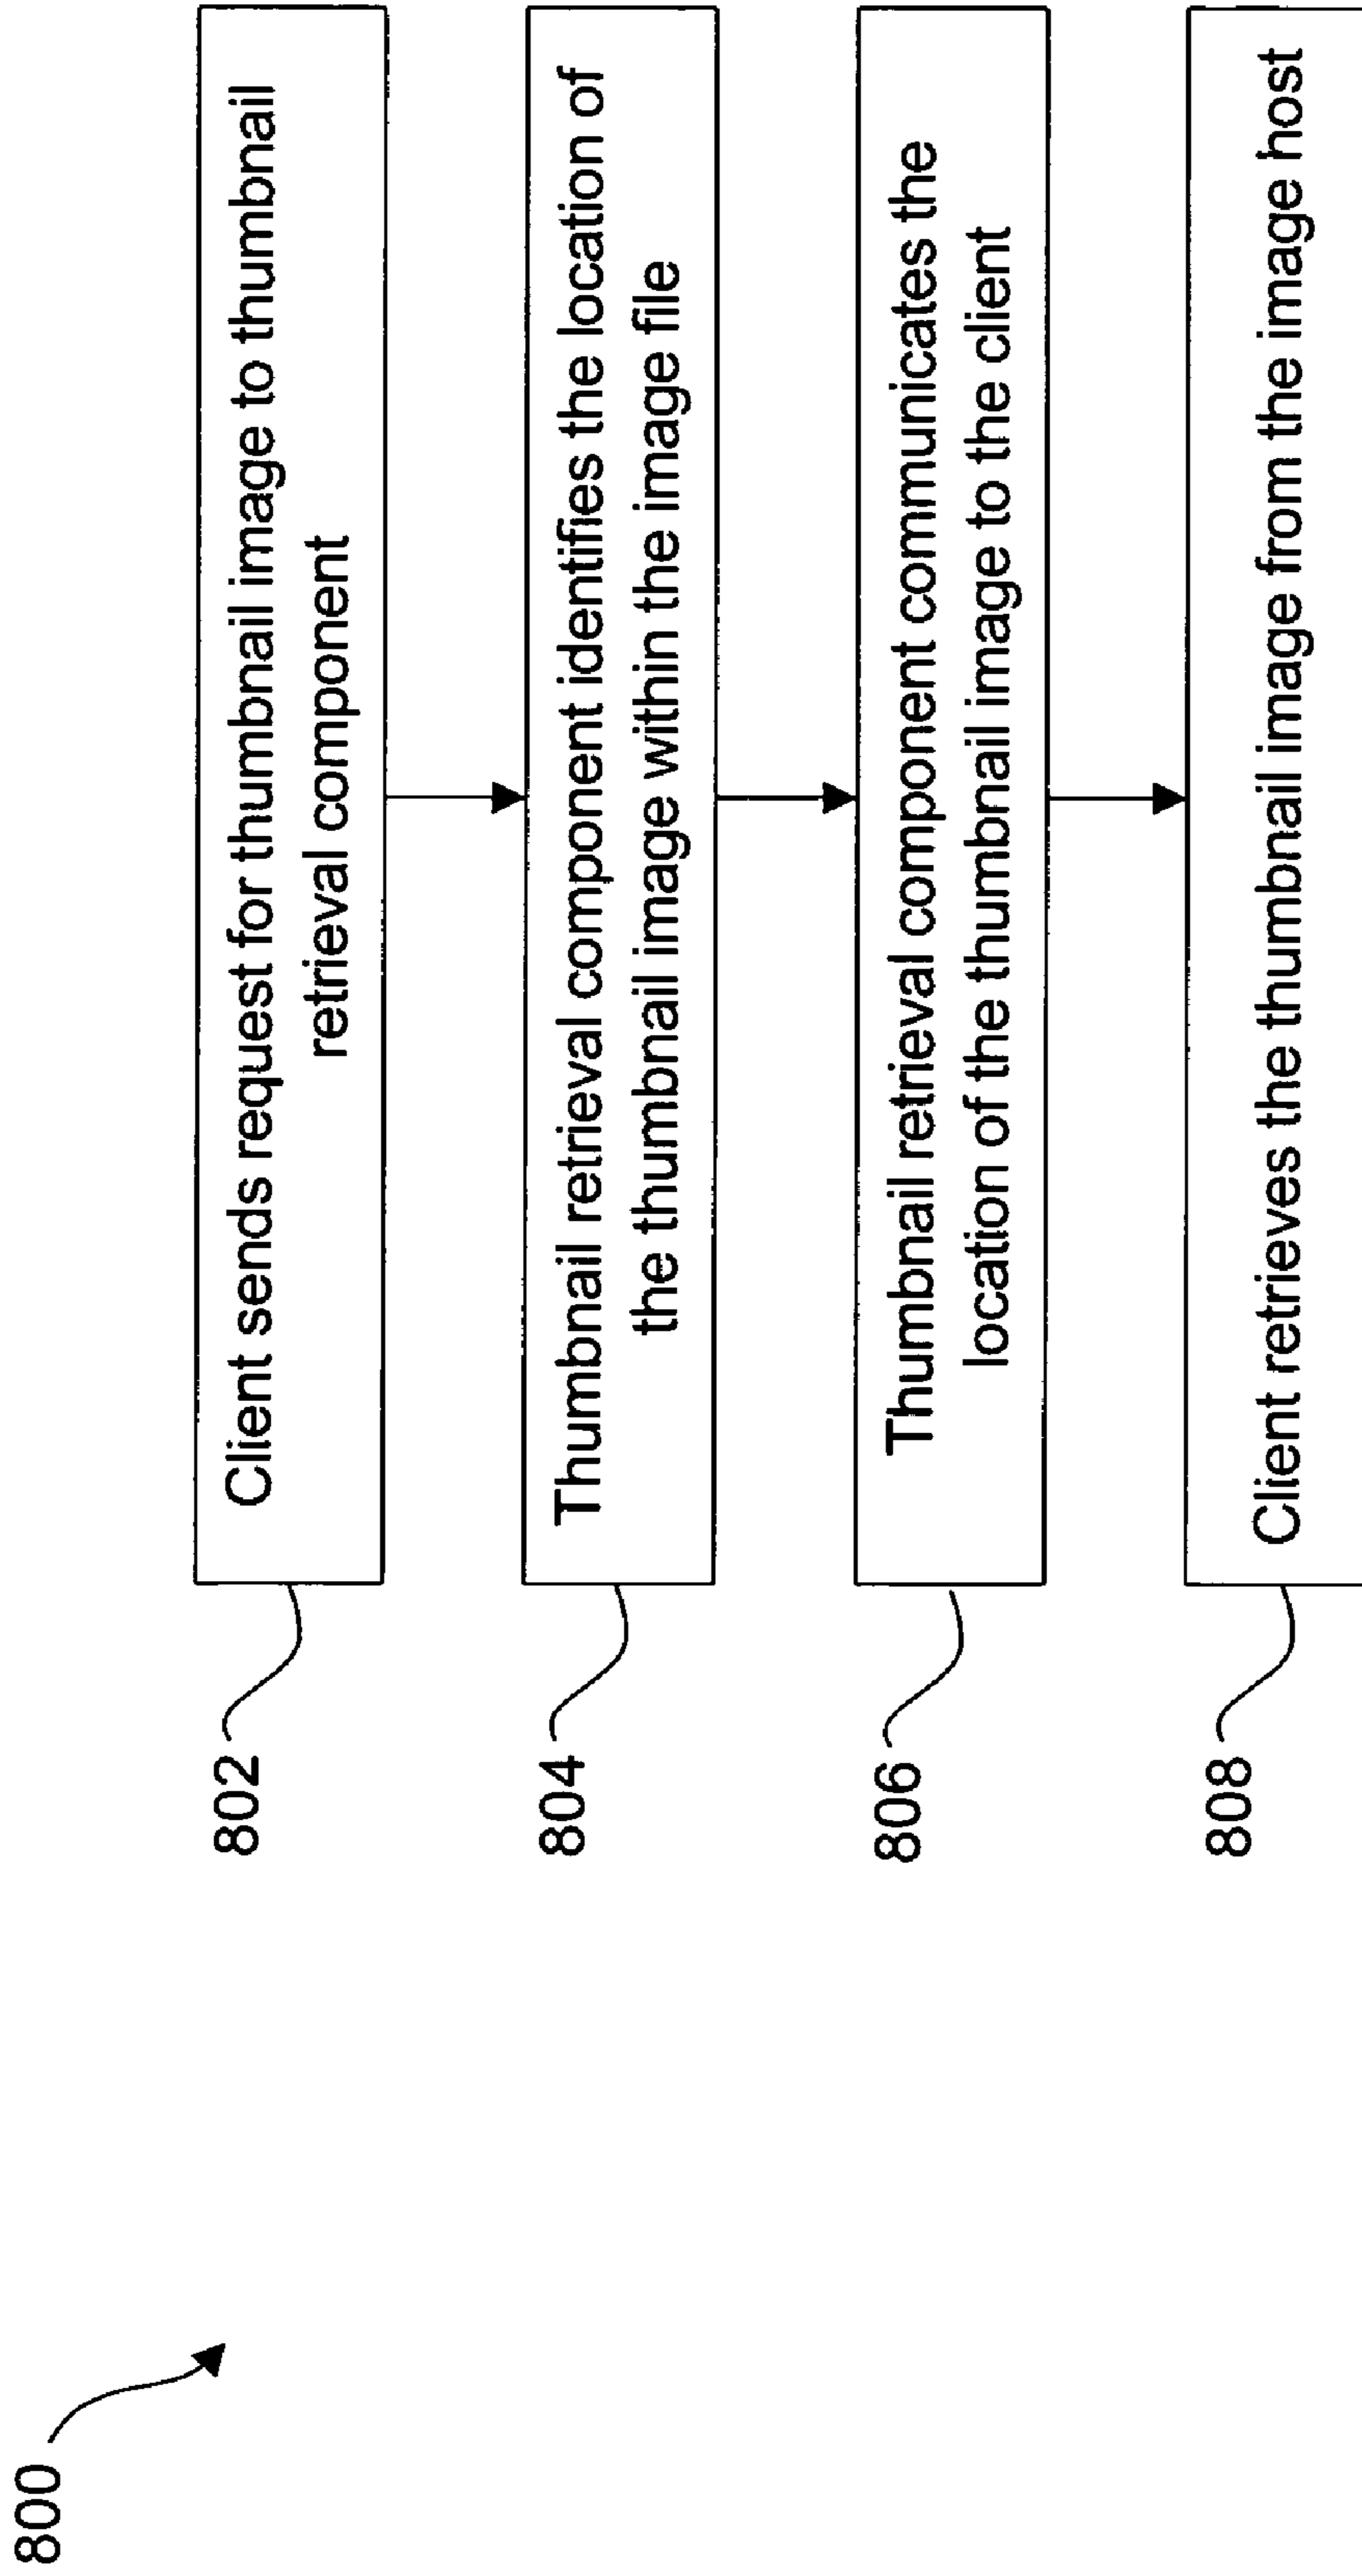 800
802
Client sends request for thumbnail image to thumbnail
retrieval component
804
Thumbnail retrieval component identifies the location of
the thumbnail image within the image file
806
Thumbnail retrieval component communicates the
location of the thumbnail image to the client
808
Client retrieves the thumbnail image from the image host